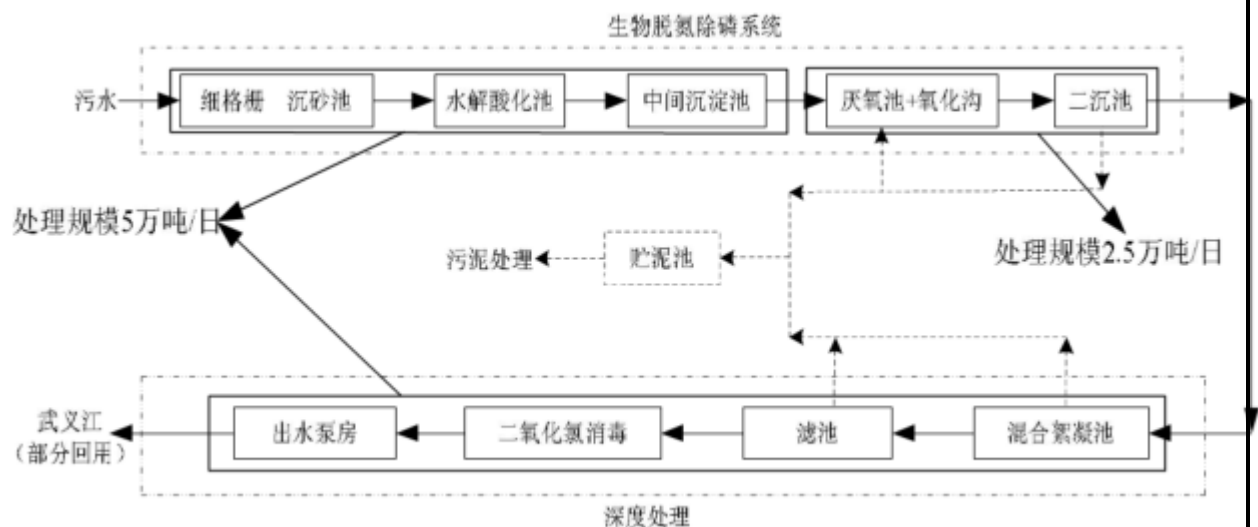 生物脱氮除磷系统
污水
细格栅 沉砂池
水解酸化池
中间沉淀池
厌氧池+氧化沟
二沉池
处理规模5万吨/日
污泥处理
贮泥池
处理规模2.5万吨/日
武义江
（部分回用）
出水泵房
二氧化氯消毒
滤池
混合絮凝池
深度处理